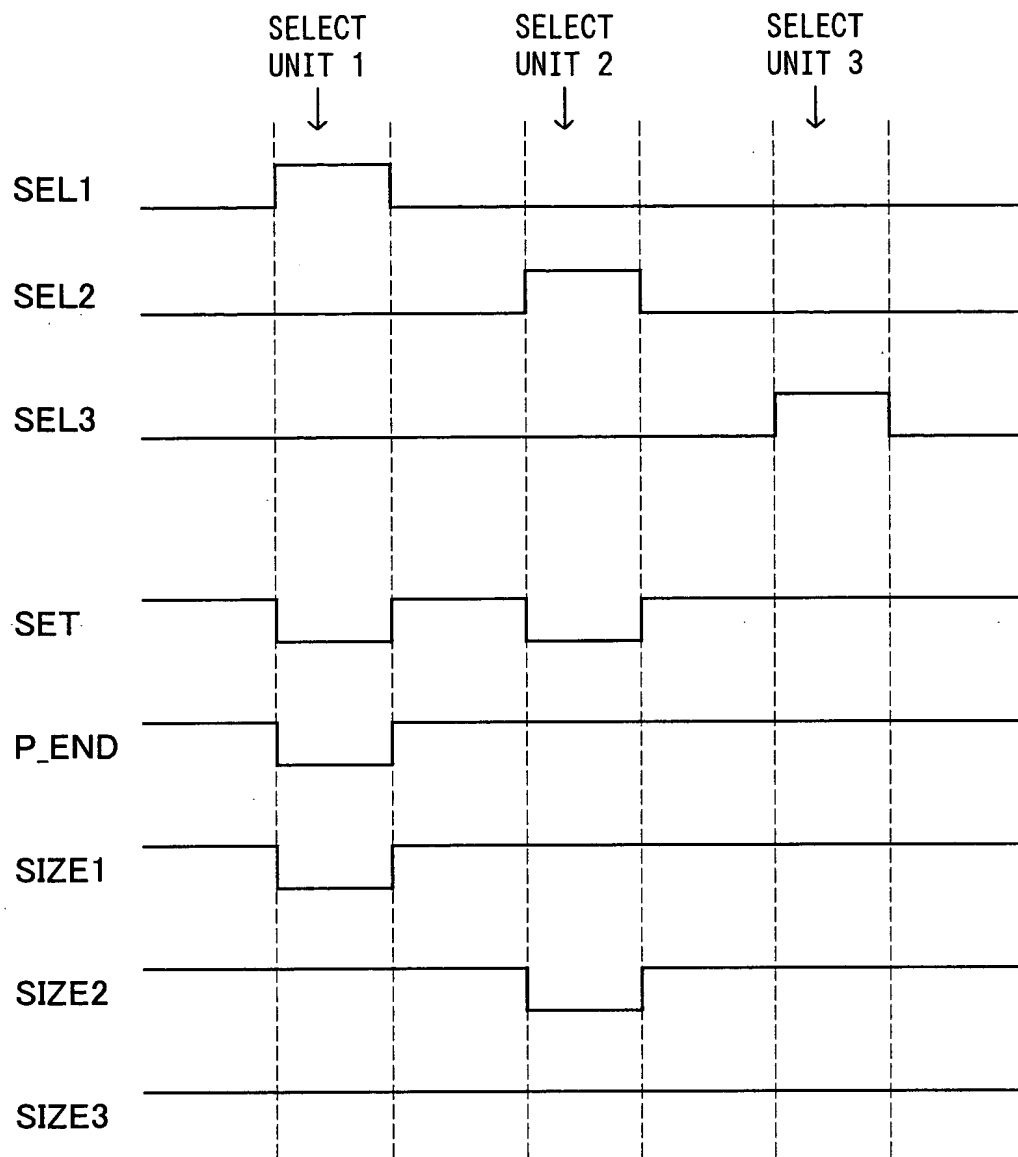 SELECT
UNIT 1
SELECT
UNIT 2
SELECT
UNIT 3
SEL1
SEL2
SEL3
SET
P_END
SIZE1
SIZE2
SIZE3